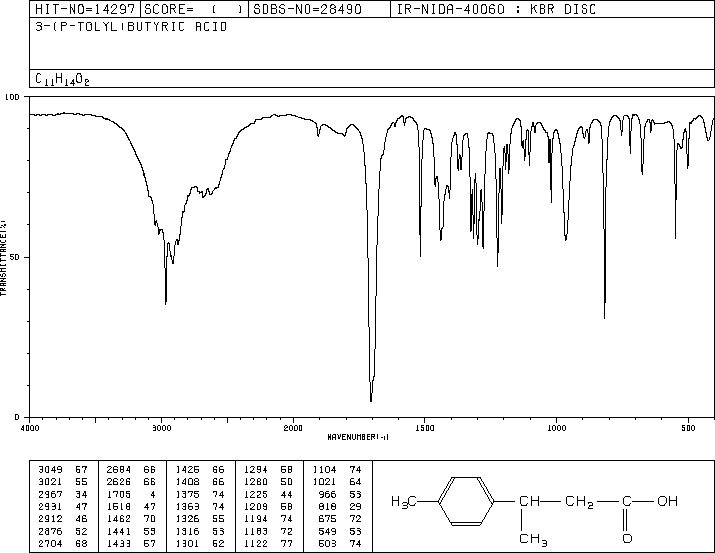 HIT-NO=14297 SCORE= ( ) SDBS-NO=28490 IR-NIDA-40060 : KBR DISC
3-(P-TOLYL)BUTYRIC ACID
C11H14O2
100
50
0
TRANSMITTANCE(%)
4000 3000 2000 1500 1000 500
WAVENUMBER(-1)
3049 57 2684 66 1425 66 1294 58 1104 74
3021 55 2626 66 1408 66 1280 50 1021 64
2967 34 1705 4 1375 74 1225 44 966 53
2931 47 1518 47 1363 74 1209 58 818 29
2912 46 1462 70 1326 55 1194 74 675 72
2876 52 1441 53 1316 53 1183 72 549 53
2704 68 1433 57 1301 52 1122 77 503 74
H3C CH CH2 C OH
CH3 O